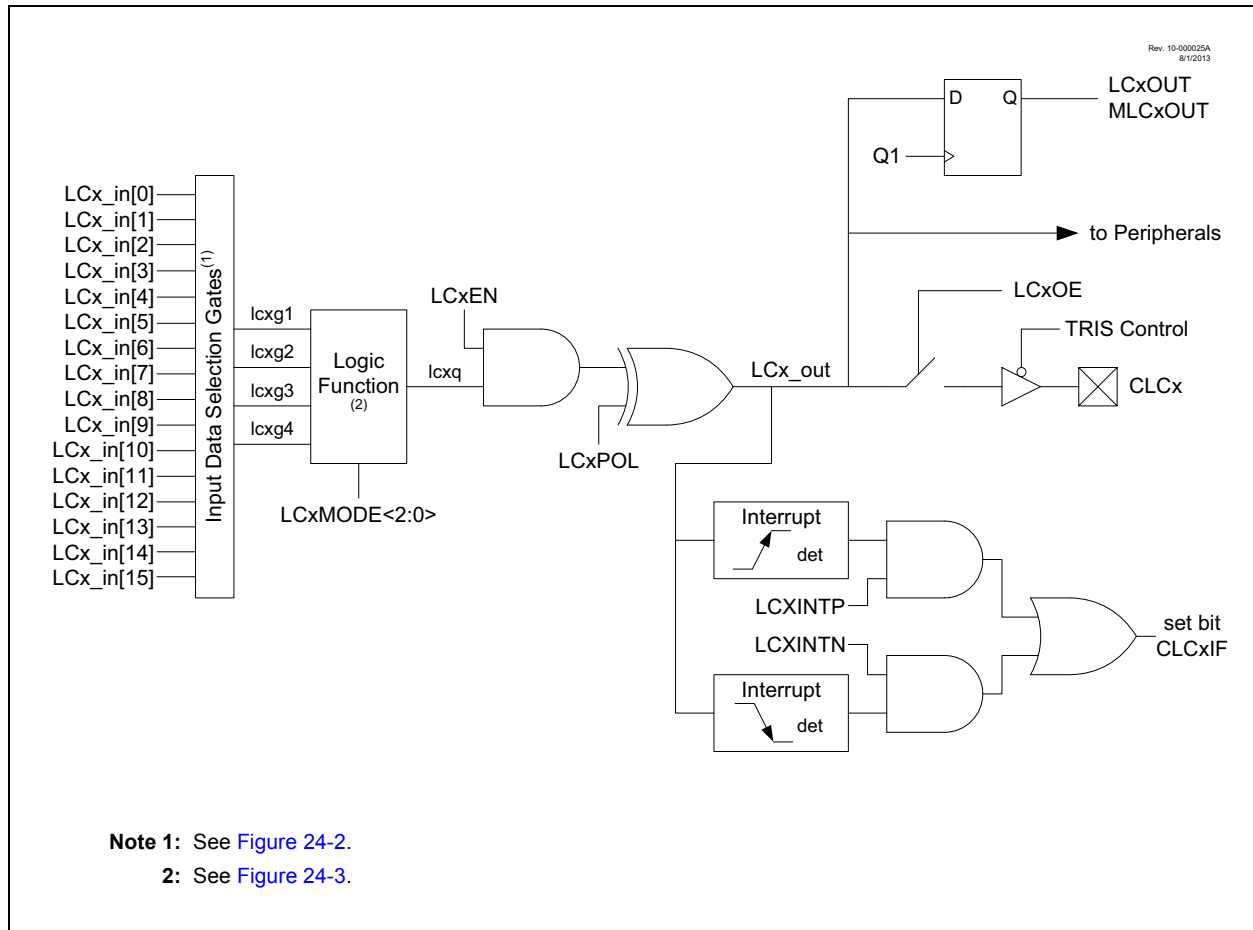 Rev. 10-000025A
8/1/2013
D
Q
LCxOUT
MLCxOUT
Q1
to Peripherals
LCx_in[0]
LCx_in[1]
LCx_in[2]
LCx_in[3]
LCx_in[4]
LCx_in[5]
LCx_in[6]
LCx_in[7]
LCx_in[8]
LCx_in[9]
LCx_in[10]
LCx_in[11]
LCx_in[12]
LCx_in[13]
LCx_in[14]
LCx_in[15]
Input Data Selection Gates(1)
lcxg1
lcxg2
lcxg3
lcxg4
Logic
Function
(2)
LCxMODE<2:0>
lcxq
LCxEN
LCxPOL
LCx_out
LCxOE
TRIS Control
CLCx
Interrupt
det
LCXINTP
LCXINTN
Interrupt
det
set bit
CLCxIF
Note 1: See Figure 24-2.
2: See Figure 24-3.